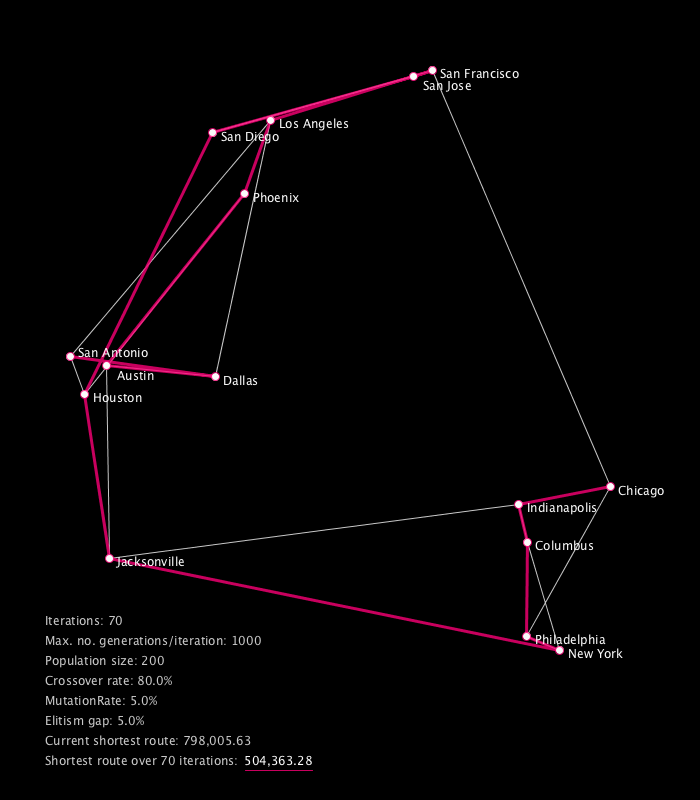 San Francisco
San Jose
Los Angeles
San Diego
Phoenix
San Antonio
Austin
Dallas
Houston
Chicago
Indianapolis
Columbus
Jacksonville
Philadelphia
New York
Iterations: 70
Max. no. generations/iteration: 1000
Population size: 200
Crossover rate: 80.0%
MutationRate: 5.0%
Elitism gap: 5.0%
Current shortest route: 798,005.63
Shortest route over 70 iterations: 504,363.28